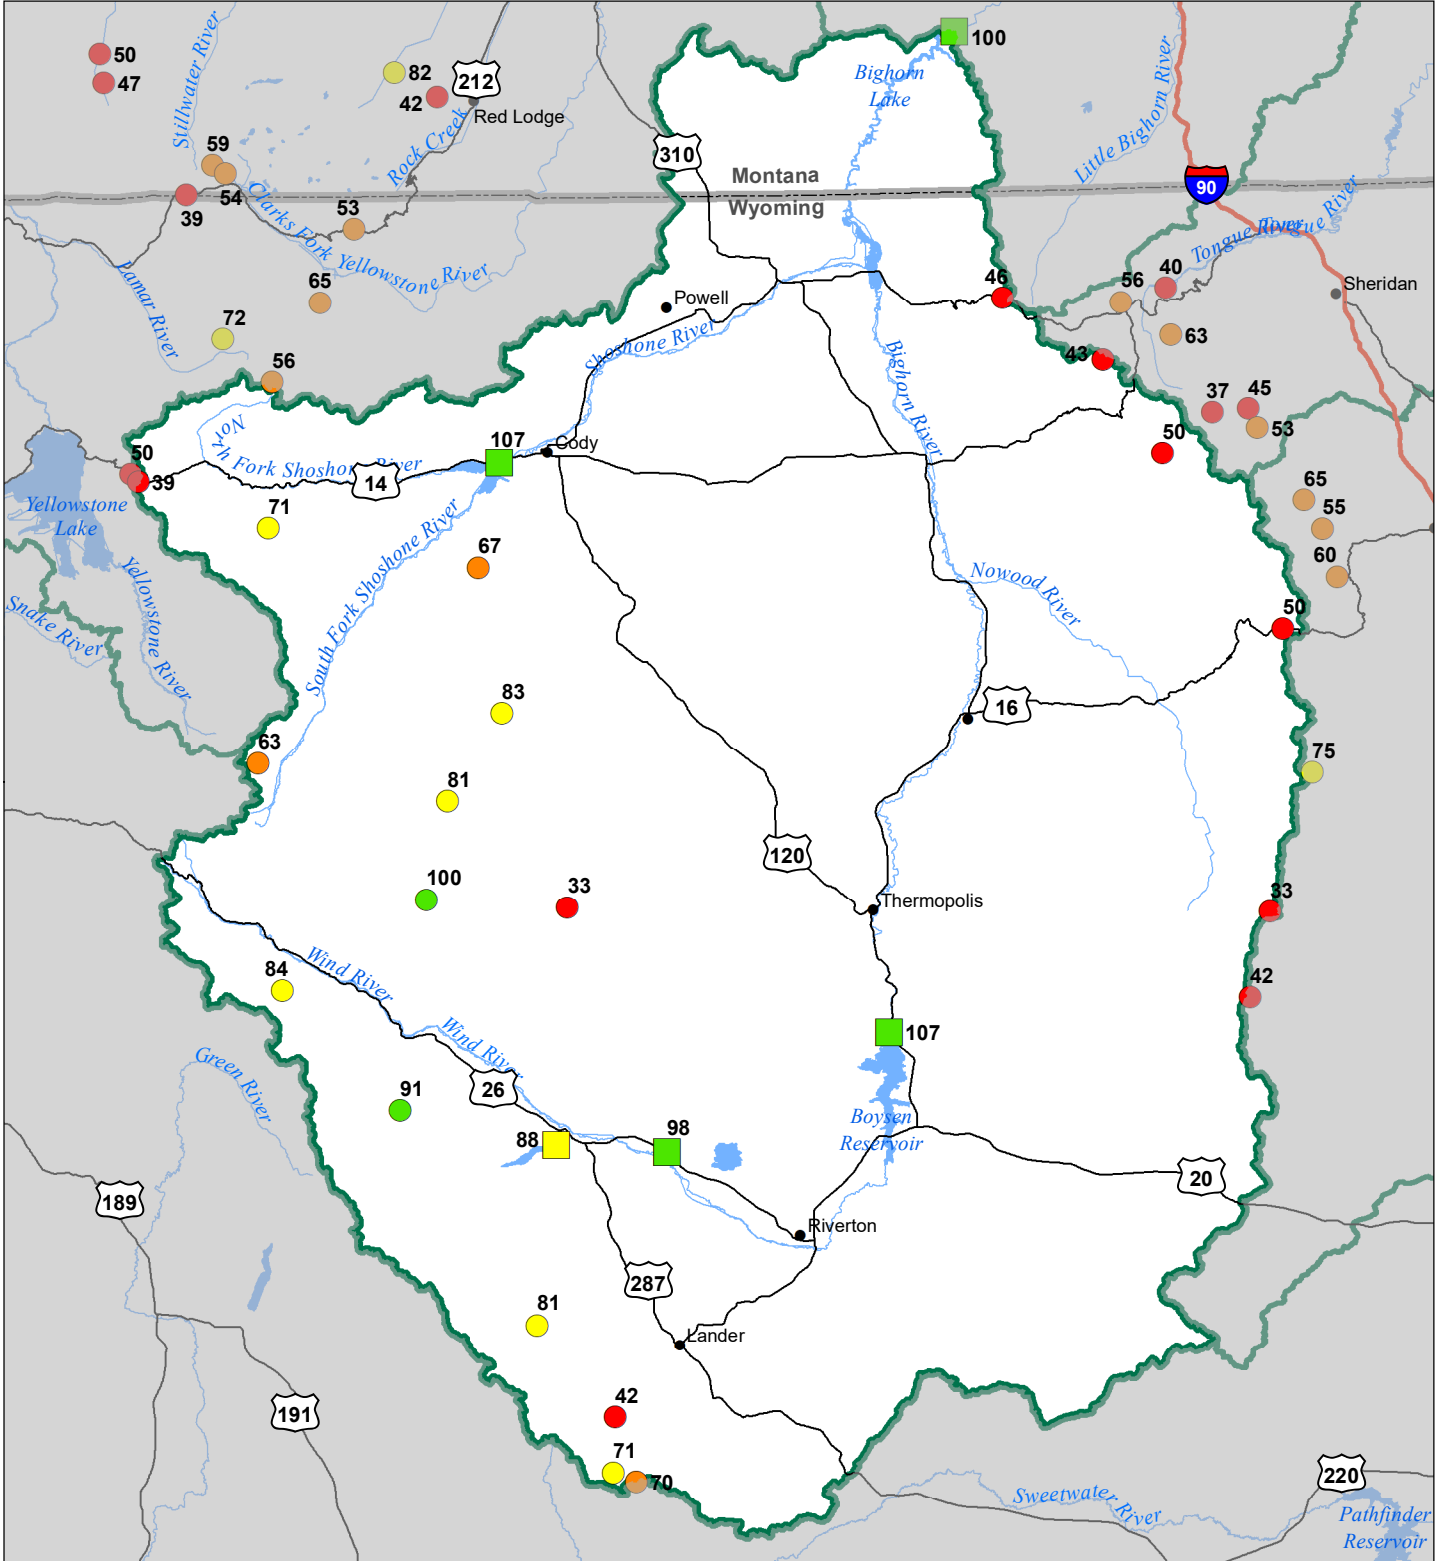 50
47
Stillwater River
82
42
212
Red Lodge
Rock Creek
100
Bighorn
Lake
Little Bighorn River
310
Montana
Wyoming
90
59
54
39
53
Clarks Fork Yellowstone River
65
Lamar River
72
56
Tongue River
Tongue River
46
56
40
Sheridan
63
Powell
Shoshone River
43
Bighorn River
37
45
53
50
North Fork Shoshone River
107
Cody
14
50
39
Yellowstone
Lake
71
67
South Fork Shoshone River
65
55
60
Nowood River
Yellowstone River
Snake River
50
83
16
63
75
81
120
100
33
Thermopolis
33
Wind River
84
42
Wind River
107
Green River
26
91
88
98
Boysen
Reservoir
20
189
Riverton
287
81
Lander
191
42
71
70
220
Sweetwater River
Pathfinder
Reservoir